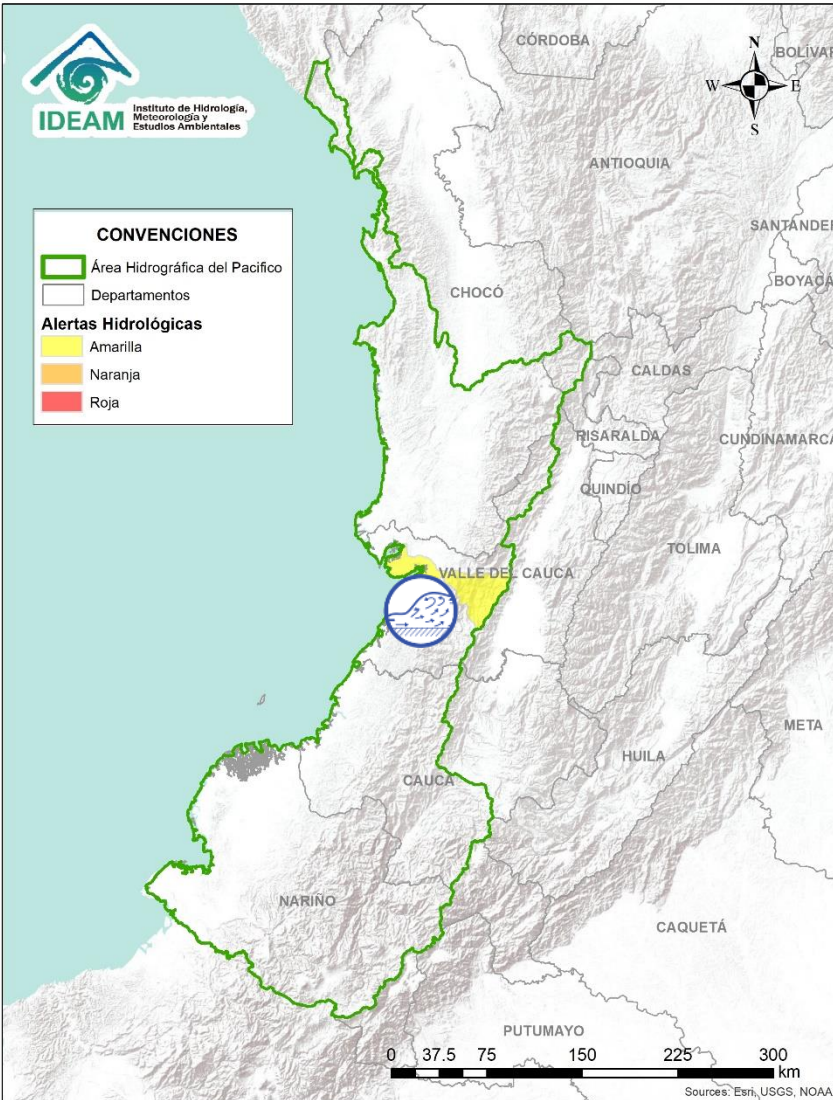 IDEAM
Instituto de Hidrología,
Meteorología y
Estudios Ambientales
CONVENCIONES
Área Hidrográfica del Pacifico
Departamentos
Alertas Hidrológicas
Amarilla
Naranja
Roja
N
W E
S
CÓRDOBA
BOLÍVAR
ANTIOQUIA
SANTANDER
BOYACÁ
CHOCÓ
CALDAS
RISARALDA
CUNDINAMARCA
QUINDÍO
TOLIMA
VALLE DEL CAUCA
META
HUILA
CAUCA
NARIÑO
CAQUETÁ
PUTUMAYO
0 37.5 75 150 225 300
km
Sources: Esri, USGS, NOAA